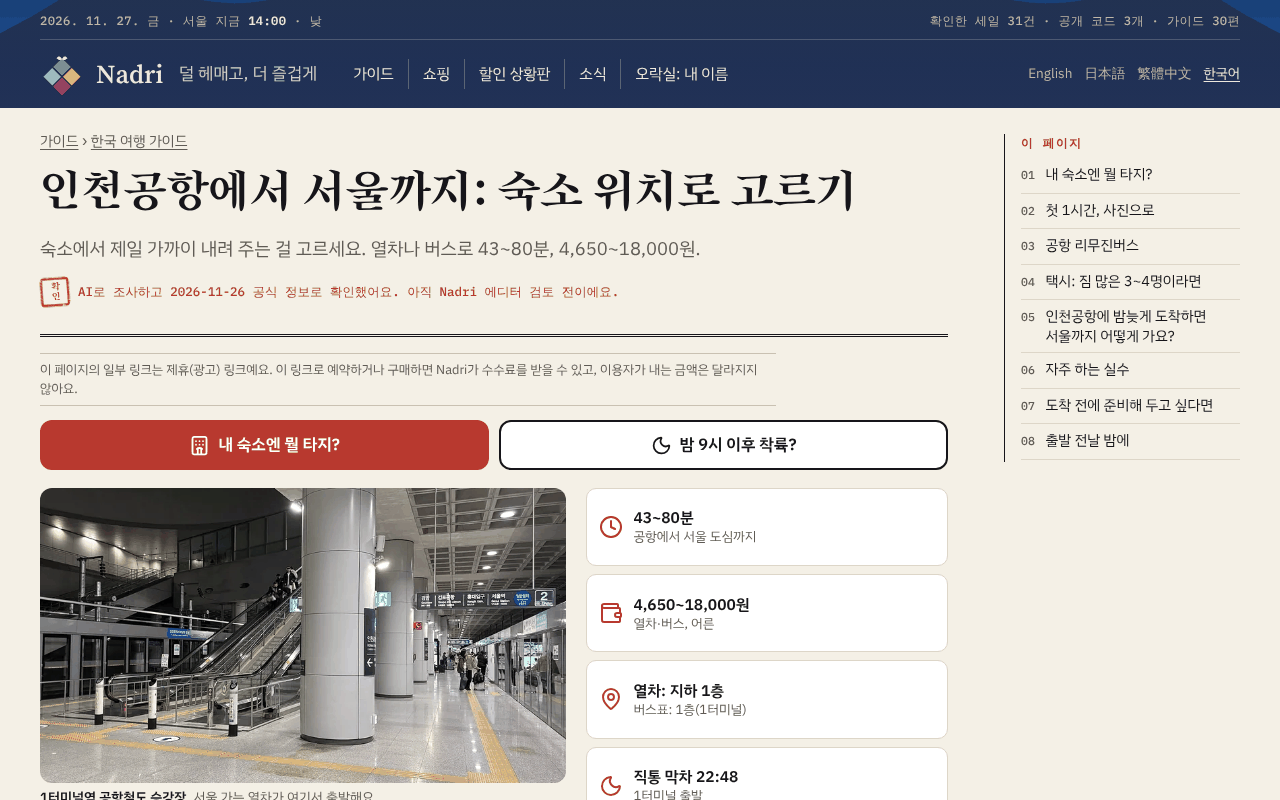 2026. 11. 27. 금 · 서울 지금 14:00 · 낮
확인한 세일 31건 · 공개 코드 3개 · 가이드 30편
Nadri 덜 헤매고, 더 즐겁게
가이드 쇼핑 할인 상황판 소식 오락실: 내 이름
English 日本語 繁體中文 한국어
가이드 › 한국 여행 가이드
인천공항에서 서울까지: 숙소 위치로 고르기
숙소에서 제일 가까이 내려 주는 걸 고르세요. 열차나 버스로 43~80분, 4,650~18,000원.
확인
AI로 조사하고 2026-11-26 공식 정보로 확인했어요. 아직 Nadri 에디터 검토 전이에요.
이 페이지의 일부 링크는 제휴(광고) 링크예요. 이 링크로 예약하거나 구매하면 Nadri가 수수료를 받을 수 있고, 이용자가 내는 금액은 달라지지
않아요.
내 숙소엔 뭘 타지?
밤 9시 이후 착륙?
2
43~80분
공항에서 서울 도심까지
4,650~18,000원
열차·버스, 어른
열차: 지하 1층
버스표: 1층(1터미널)
직통 막차 22:48
1터미널 출발
1터미널역 공항철도 승강장. 서울 가는 열차가 여기서 출발해요
이 페이지
01 내 숙소엔 뭘 타지?
02 첫 1시간, 사진으로
03 공항 리무진버스
04 택시: 짐 많은 3~4명이라면
05 인천공항에 밤늦게 도착하면
서울까지 어떻게 가요?
06 자주 하는 실수
07 도착 전에 준비해 두고 싶다면
08 출발 전날 밤에